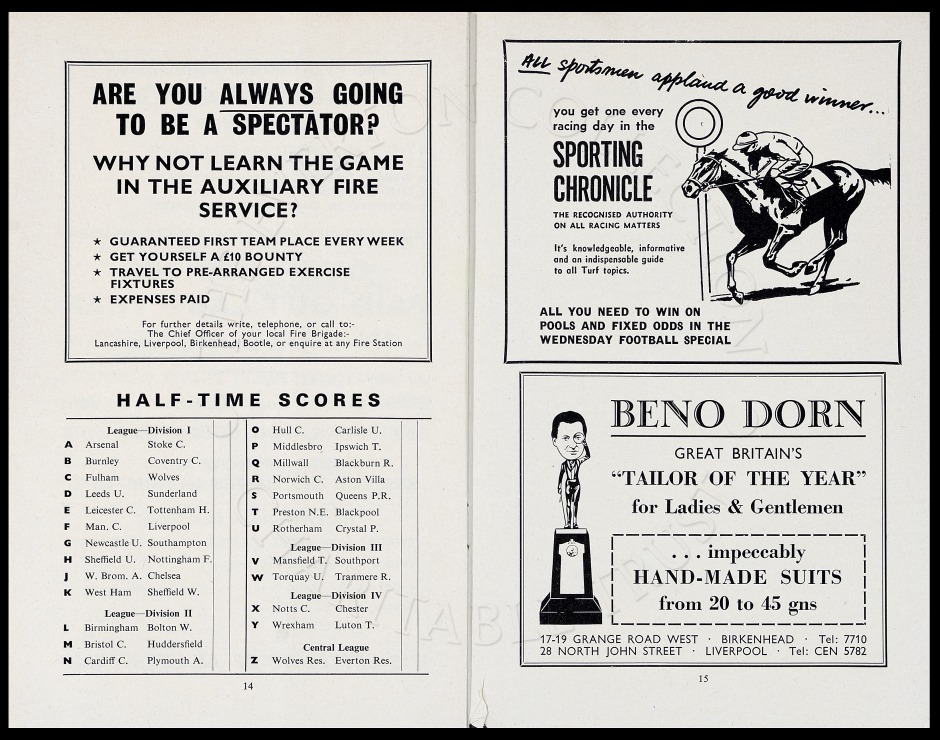 ARE YOU ALWAYS GOING
TO BE A SPECTATOR?
WHY NOT LEARN THE GAME
IN THE AUXILIARY FIRE
SERVICE?
★ GUARANTEED FIRST TEAM PLACE EVERY WEEK
★ GET YOURSELF A £10 BOUNTY
★ TRAVEL TO PRE-ARRANGED EXERCISE
FIXTURES
★ EXPENSES PAID
For further details write, telephone, or call to:-
The Chief Officer of your local Fire Brigade:-
Lancashire, Liverpool, Birkenhead, Bootle, or enquire at any Fire Station
HALF-TIME SCORES
League—Division I
A Arsenal Stoke C.
B Burnley Coventry C.
C Fulham Wolves
D Leeds U. Sunderland
E Leicester C. Tottenham H.
F Man. C. Liverpool
G Newcastle U. Southampton
H Sheffield U. Nottingham F.
J W. Brom. A. Chelsea
K West Ham Sheffield W.
League—Division II
L Birmingham Bolton W.
M Bristol C. Huddersfield
N Cardiff C. Plymouth A.
O Hull C. Carlisle U.
P Middlesbro Ipswich T.
Q Millwall Blackburn R.
R Norwich C. Aston Villa
S Portsmouth Queens P.R.
T Preston N.E. Blackpool
U Rotherham Crystal P.
League—Division III
V Mansfield T. Southport
W Torquay U. Tranmere R.
League—Division IV
X Notts C. Chester
Y Wrexham Luton T.
Central League
Z Wolves Res. Everton Res.
14
ALL sportsmen applaud a good winner...
you get one every
racing day in the
SPORTING
CHRONICLE
THE RECOGNISED AUTHORITY
ON ALL RACING MATTERS
It's knowledgeable, informative
and an indispensable guide
to all Turf topics.
1
ALL YOU NEED TO WIN ON
POOLS AND FIXED ODDS IN THE
WEDNESDAY FOOTBALL SPECIAL
BENO DORN
GREAT BRITAIN'S
"TAILOR OF THE YEAR"
for Ladies & Gentlemen
. . . impeccably
HAND-MADE SUITS
from 20 to 45 gns
17-19 GRANGE ROAD WEST · BIRKENHEAD · Tel: 7710
28 NORTH JOHN STREET · LIVERPOOL · Tel: CEN 5782
15